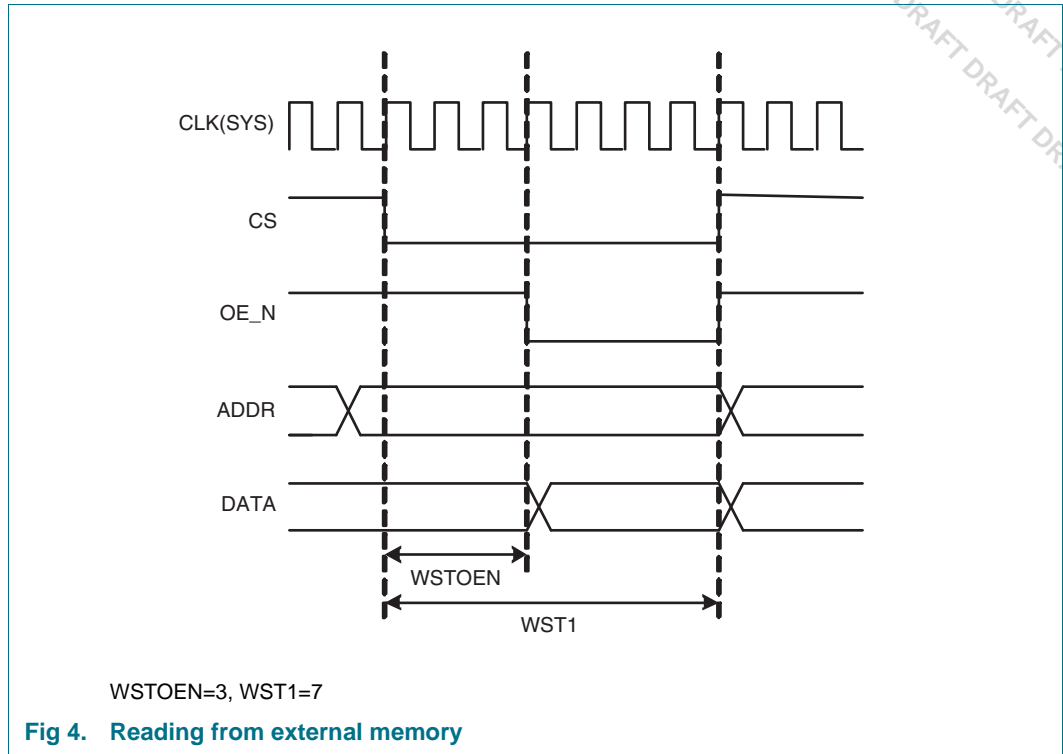 DRAFT
DRAFT DRAFT DR
CLK(SYS)
CS
OE_N
ADDR
DATA
WSTOEN
WST1
WSTOEN=3, WST1=7
Fig 4. Reading from external memory